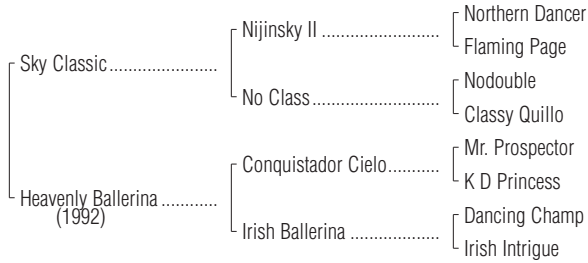 Northern Dancer
Nijinsky II
Flaming Page
Sky Classic
Nodouble
No Class
Classy Quillo
Mr. Prospector
Conquistador Cielo
K D Princess
Heavenly Ballerina
(1992)
Dancing Champ
Irish Ballerina
Irish Intrigue